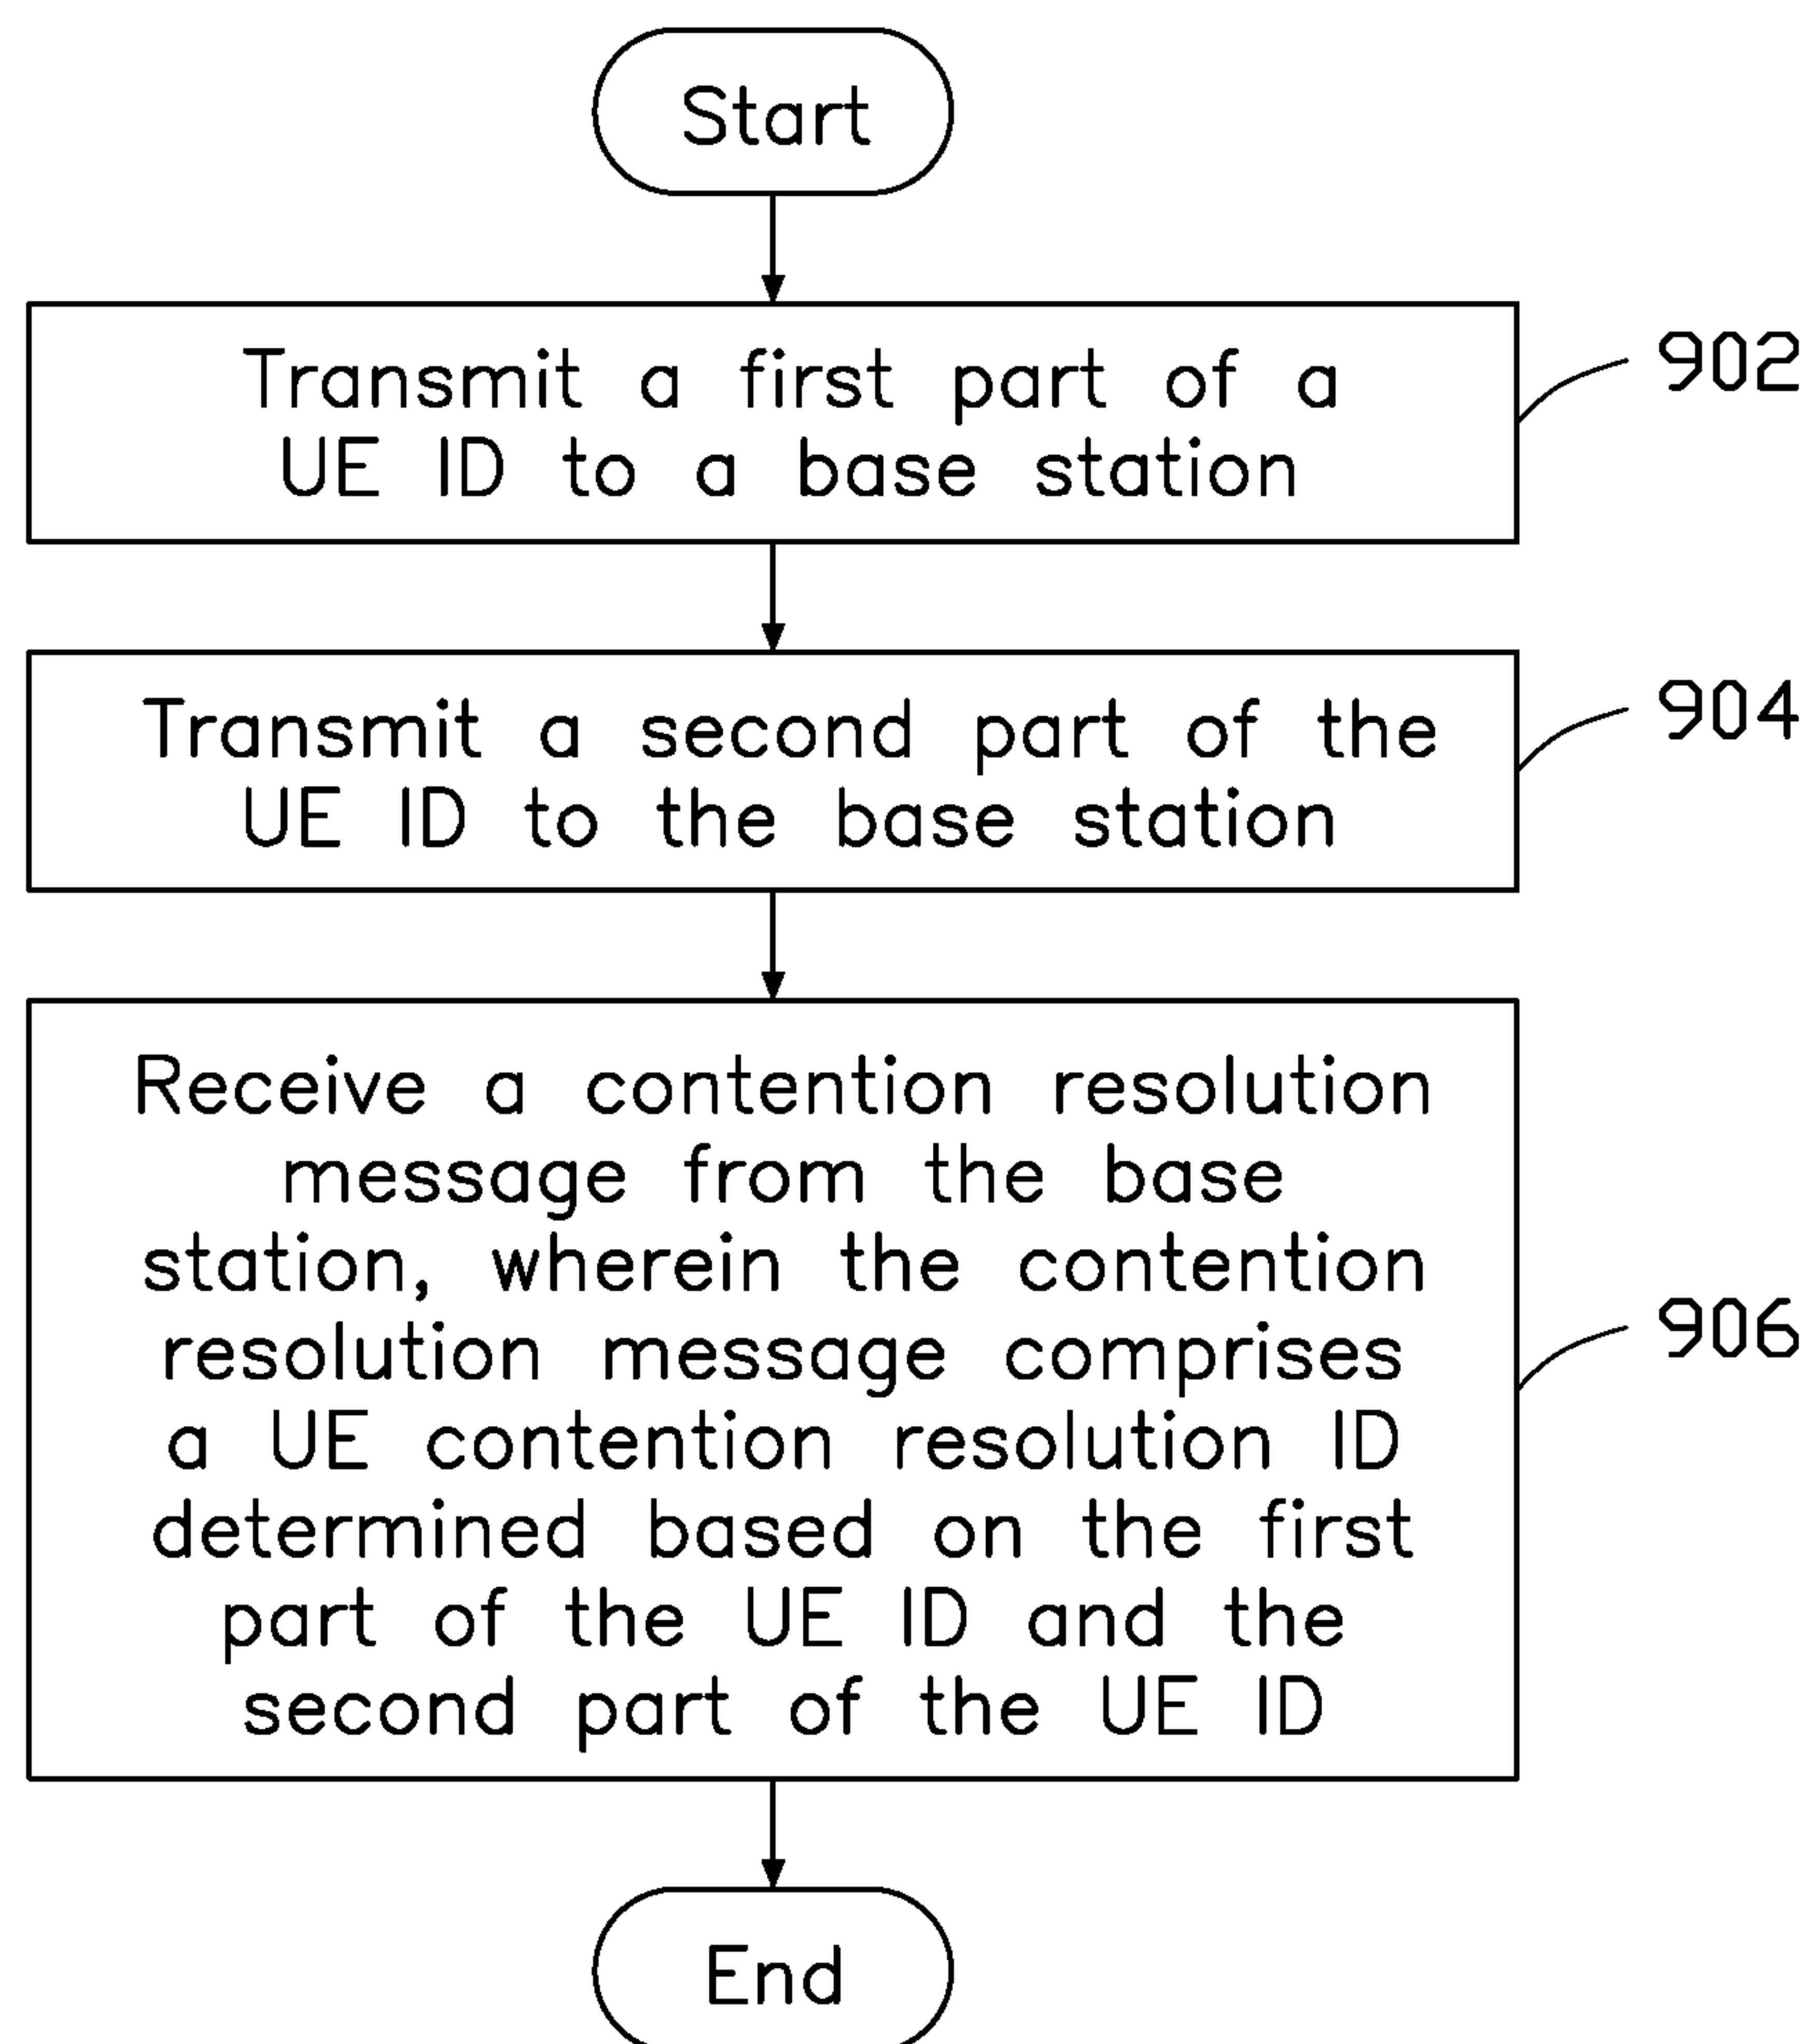 Start
Transmit a first part of a
UE ID to a base station
902
Transmit a second part of the
UE ID to the base station
904
Receive a contention resolution
message from the base
station, wherein the contention
resolution message comprises
a UE contention resolution ID
determined based on the first
part of the UE ID and the
second part of the UE ID
906
End